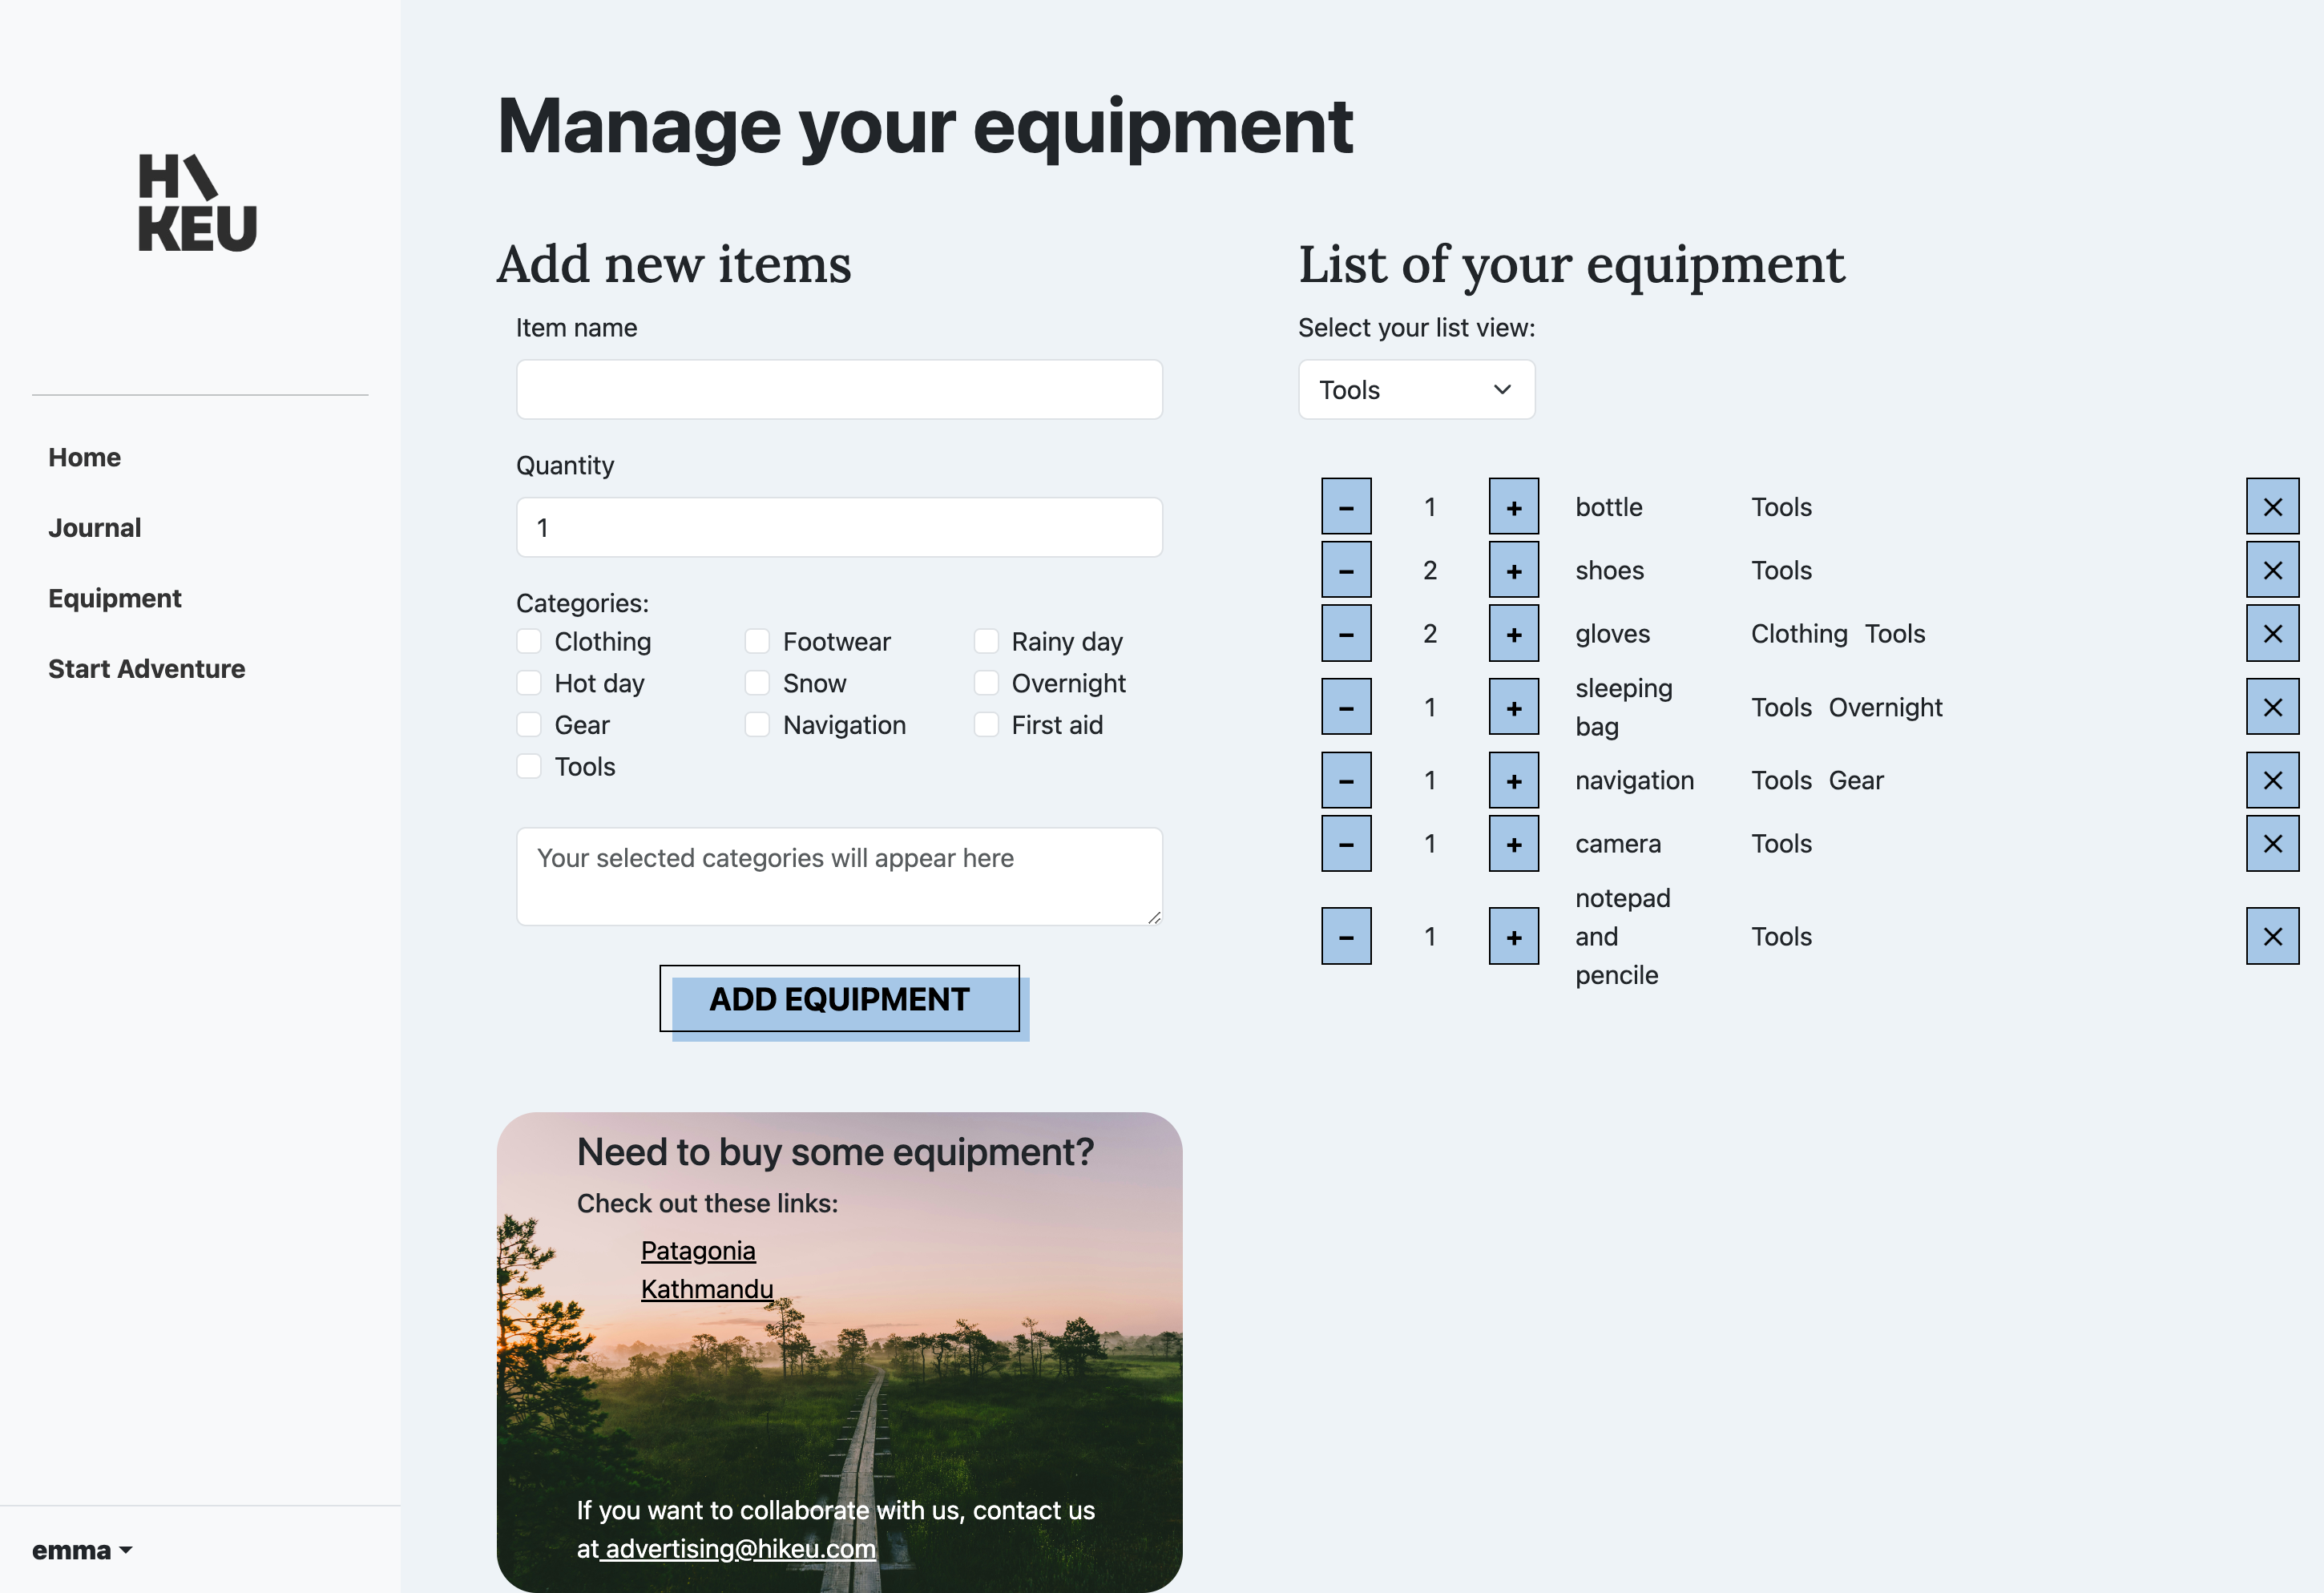 H\
KEU
Home
Journal
Equipment
Start Adventure
emma
Manage your equipment
Add new items
Item name
Quantity
1
Categories:
Clothing Footwear Rainy day
Hot day Snow Overnight
Gear Navigation First aid
Tools
Your selected categories will appear here
ADD EQUIPMENT
Need to buy some equipment?
Check out these links:
Patagonia
Kathmandu
If you want to collaborate with us, contact us
at advertising@hikeu.com
List of your equipment
Select your list view:
Tools
− 1 + bottle Tools ×
− 2 + shoes Tools ×
− 2 + gloves Clothing Tools ×
sleeping
− 1 + bag Tools Overnight ×
− 1 + navigation Tools Gear ×
− 1 + camera Tools ×
notepad
− 1 + and Tools ×
pencile